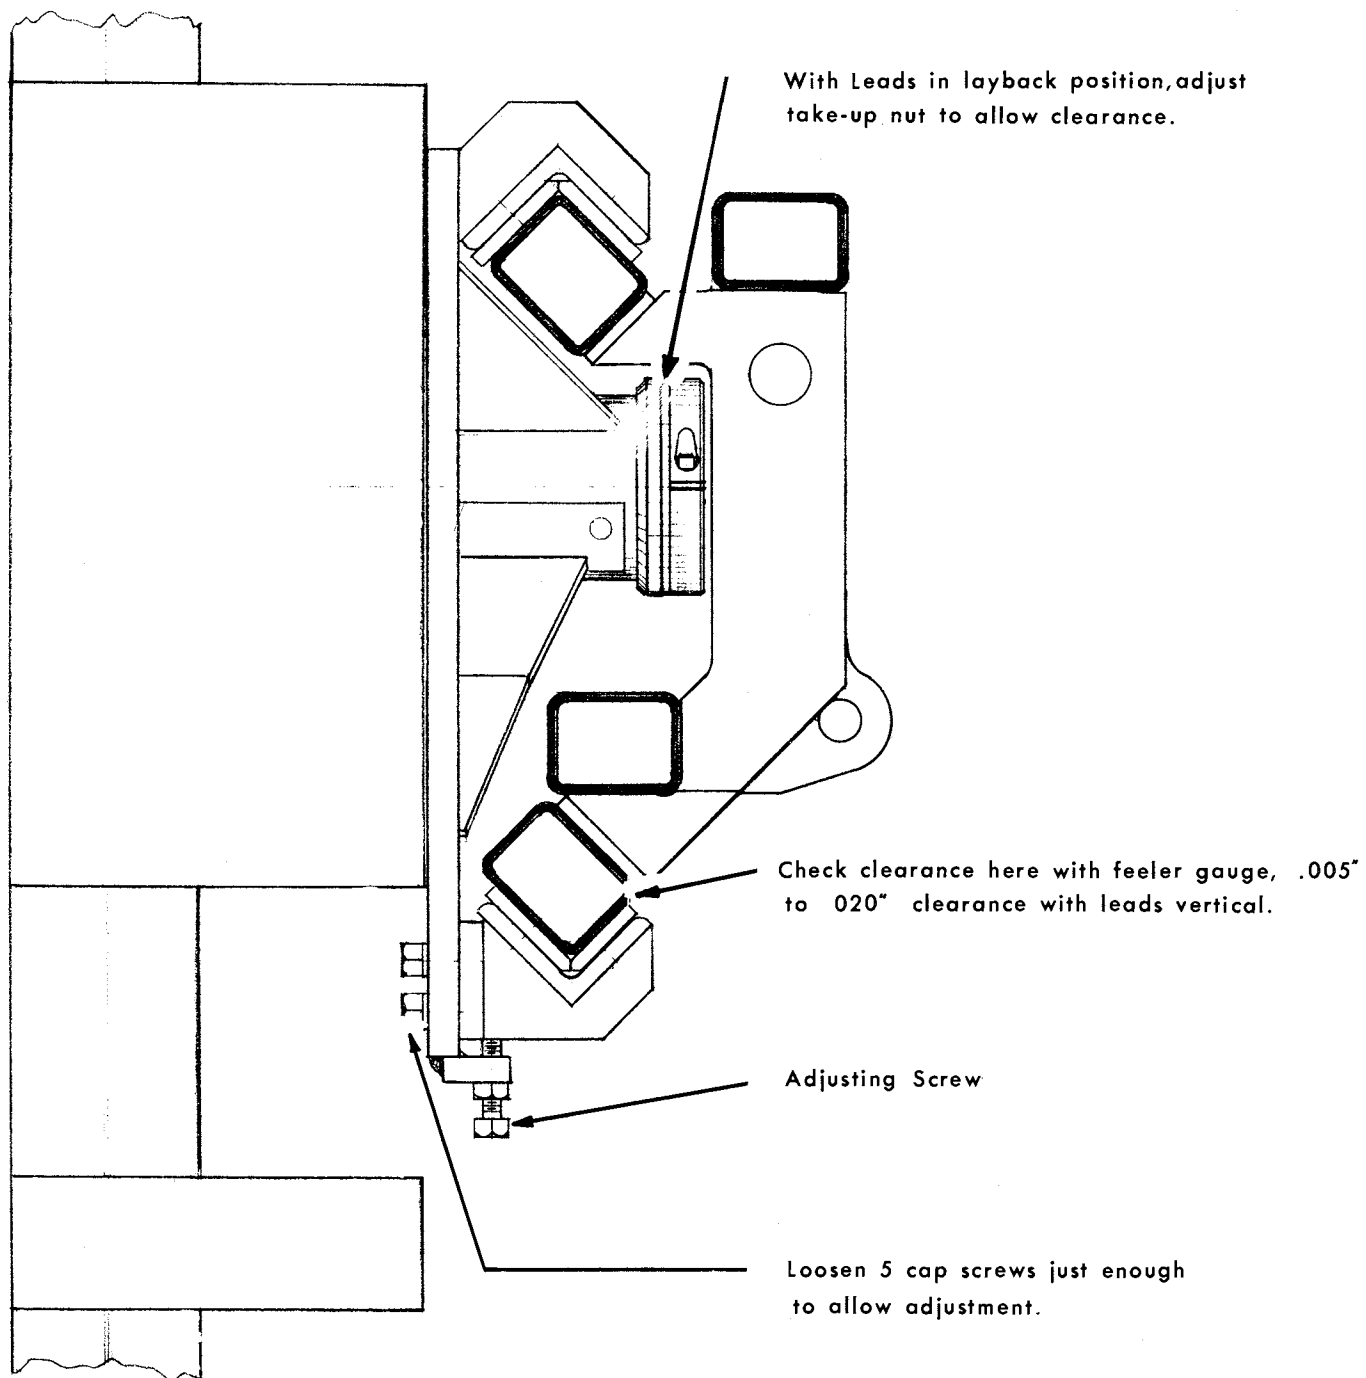 With Leads in layback position, adjust
take-up nut to allow clearance.
Check clearance here with feeler gauge, .005"
to 020" clearance with leads vertical.
Adjusting Screw
Loosen 5 cap screws just enough
to allow adjustment.